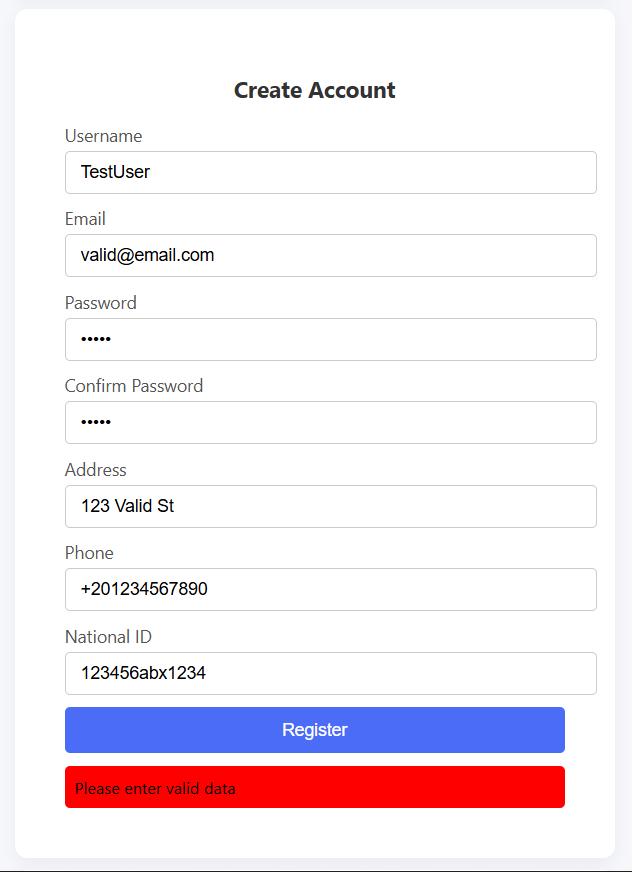 Create Account
Username
TestUser
Email
valid@email.com
Password
•••••
Confirm Password
•••••
Address
123 Valid St
Phone
+201234567890
National ID
123456abx1234
Register
Please enter valid data